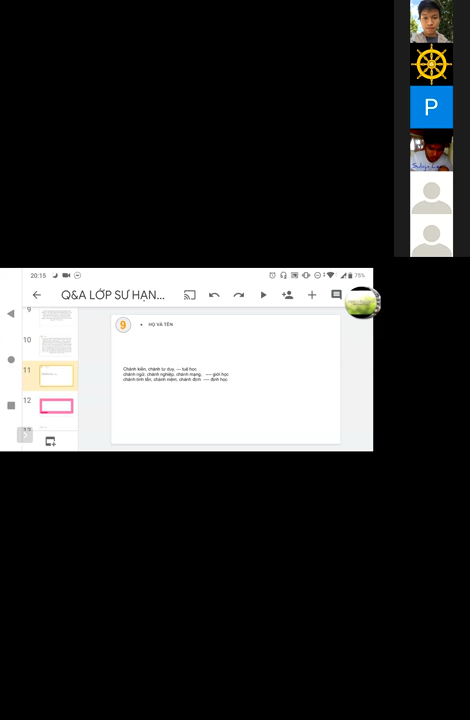 P
20:15
75%
Q&A LỚP SƯ HẠN...
9
10
11
12
9
HỌ VÀ TÊN
Chánh kiến, chánh tư duy, --- tuệ học
chánh ngữ, chánh nghiệp, chánh mạng, ---- giới học
chánh tinh tấn, chánh niệm, chánh định ---- định học